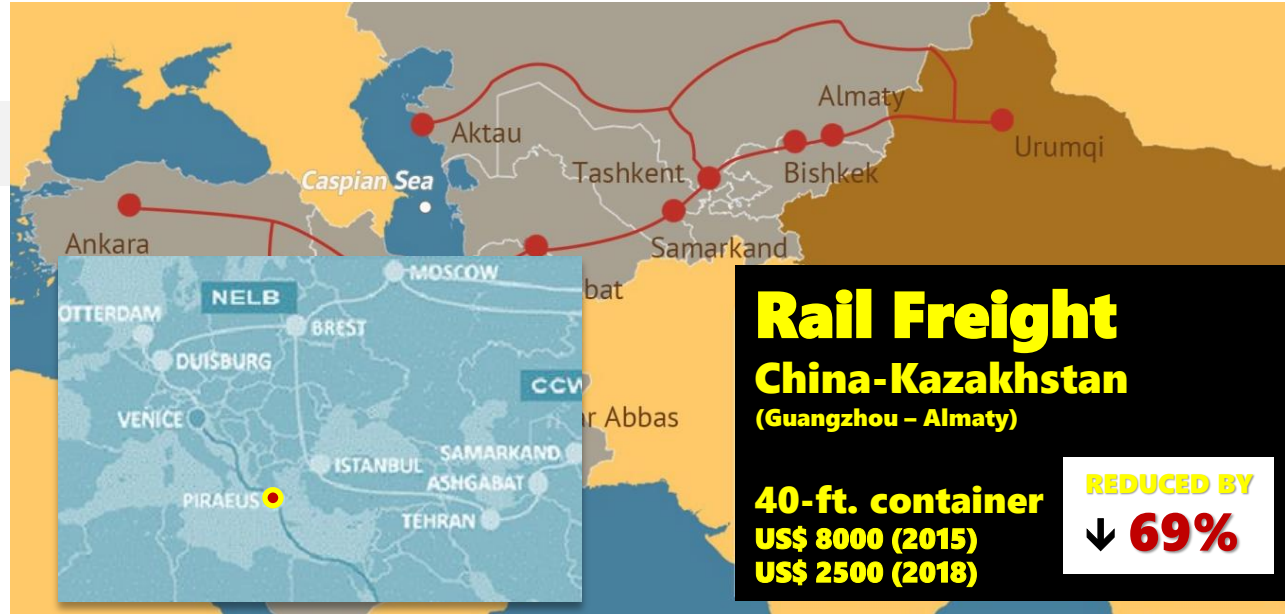 Almaty
Aktau
Urumqi
Tashkent
Bishkek
Caspian Sea
Samarkand
Ankara
bat
r Abbas
MOSCOW
NELB
OTTERDAM
BREST
DUISBURG
CCW
VENICE
ISTANBUL
SAMARKAND
ASHGABAT
PIRAEUS
TEHRAN
Rail Freight
China-Kazakhstan
(Guangzhou – Almaty)
40-ft. container
US$ 8000 (2015)
US$ 2500 (2018)
REDUCED BY
↓ 69%